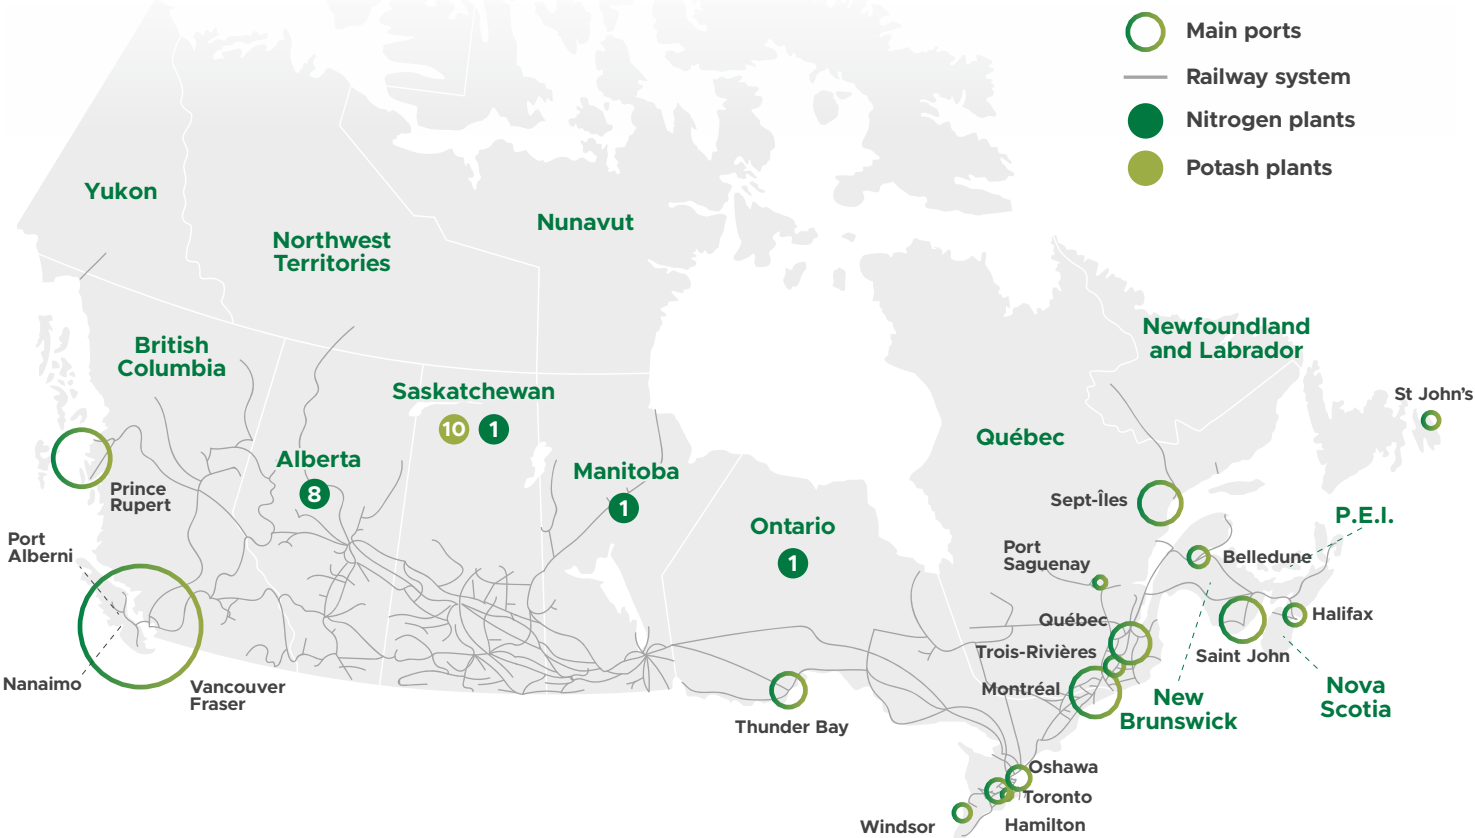 Main ports
Railway system
Nitrogen plants
Potash plants
Yukon
Northwest
Territories
Nunavut
British
Columbia
Newfoundland
and Labrador
Saskatchewan
10
1
St John's
Québec
Alberta
8
Manitoba
1
Prince
Rupert
Sept-Îles
Ontario
1
P.E.I.
Port
Alberni
Port
Saguenay
Belledune
Québec
Halifax
Trois-Rivières
Saint John
Montréal
Nanaimo
Vancouver
Fraser
New
Brunswick
Nova
Scotia
Thunder Bay
Oshawa
Toronto
Hamilton
Windsor